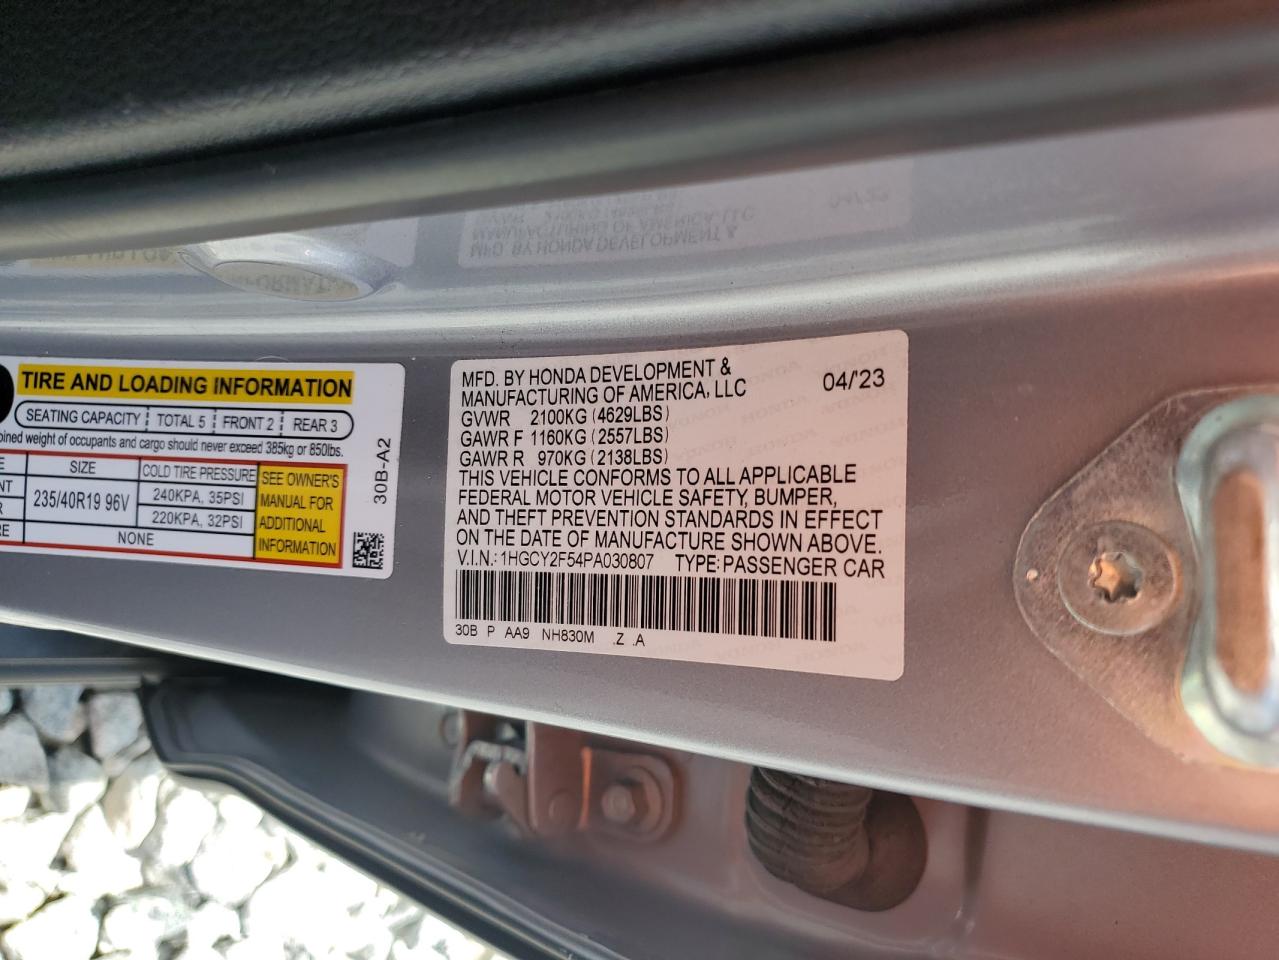 TIRE AND LOADING INFORMATION
SEATING CAPACITY TOTAL 5 FRONT 2 REAR 3
weight of occupants and cargo should never exceed 385kg or 850lbs.
SIZE COLD TIRE PRESSURE
235/40R19 96V 240KPA, 35PSI
220KPA, 32PSI
NONE
SEE OWNER'S
MANUAL FOR
ADDITIONAL
INFORMATION
30B-A2
MFD. BY HONDA DEVELOPMENT &
MANUFACTURING OF AMERICA, LLC 04/'23
GVWR 2100KG (4629LBS)
GAWR F 1160KG (2557LBS)
GAWR R 970KG (2138LBS)
THIS VEHICLE CONFORMS TO ALL APPLICABLE
FEDERAL MOTOR VEHICLE SAFETY, BUMPER,
AND THEFT PREVENTION STANDARDS IN EFFECT
ON THE DATE OF MANUFACTURE SHOWN ABOVE.
V.I.N.: 1HGCY2F54PA030807 TYPE: PASSENGER CAR
30B P AA9 NH830M .Z .A